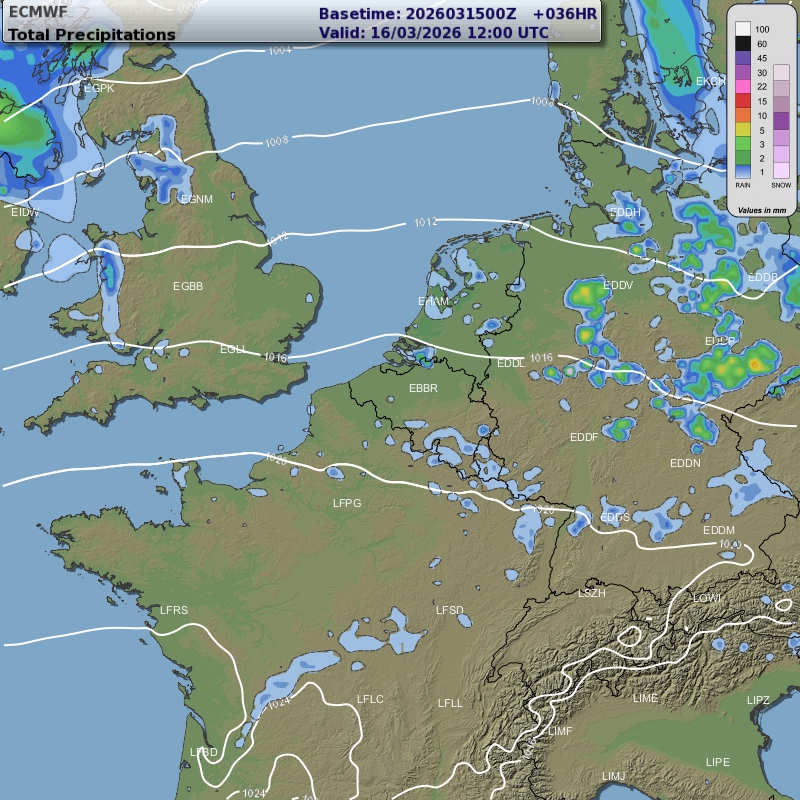 ECMWF
Basetime: 2026031500Z +036HR
Total Precipitations
Valid: 16/03/2026 12:00 UTC
100
60
45
30
22
15
10
5
3
2
1
RAIN SNOW
Values in mm
1004
EGPK
EKCH
1008
1008
EGNM
EIDW
EDDH
1012
1012
EGBB
EDDV
EDDB
EHAM
EGLL
1016
1016
EDDL
EDDP
EBBR
EDDF
1020
EDDN
LFPG
1020
EDDS
EDDM
LSZH
LOWI
LFRS
LFSD
1024
LFLC
LFLL
LIME
LIPZ
LIMF
LFBD
LIPE
LIMJ
1024